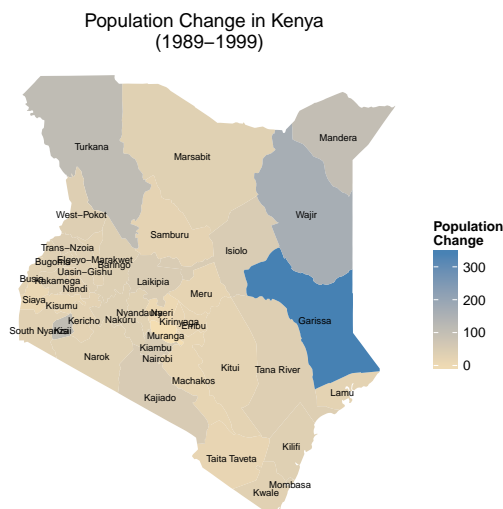 Population Change in Kenya
(1989–1999)
Mandera
Turkana
Marsabit
West−Pokot
Wajir
Samburu
Trans−Nzoia
Isiolo
Elgeyo−Marakwet
Bugoma
Baringo
Uasin−Gishu
Busia
Kakamega
Laikipia
Nandi
Meru
Siaya
Kisumu
Nyandarua
Nyeri
Garissa
Kericho
Nakuru
Kirinyaga
Embu
South Nyanza
Kisii
Muranga
Kiambu
Narok
Nairobi
Kitui
Tana River
Machakos
Lamu
Kajiado
Kilifi
Taita Taveta
Mombasa
Kwale
Population
Change
300
200
100
0